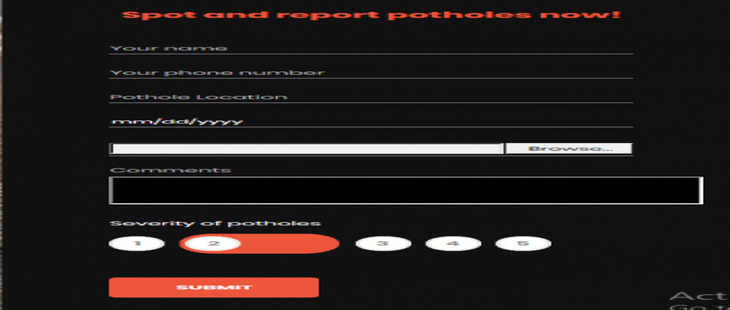 Spot and report potholes now!
Your name
Your phone number
Pothole Location
mm/dd/yyyy
Browse...
Comments
Severity of potholes
1 2 3 4 5
SUBMIT
Act
Go to